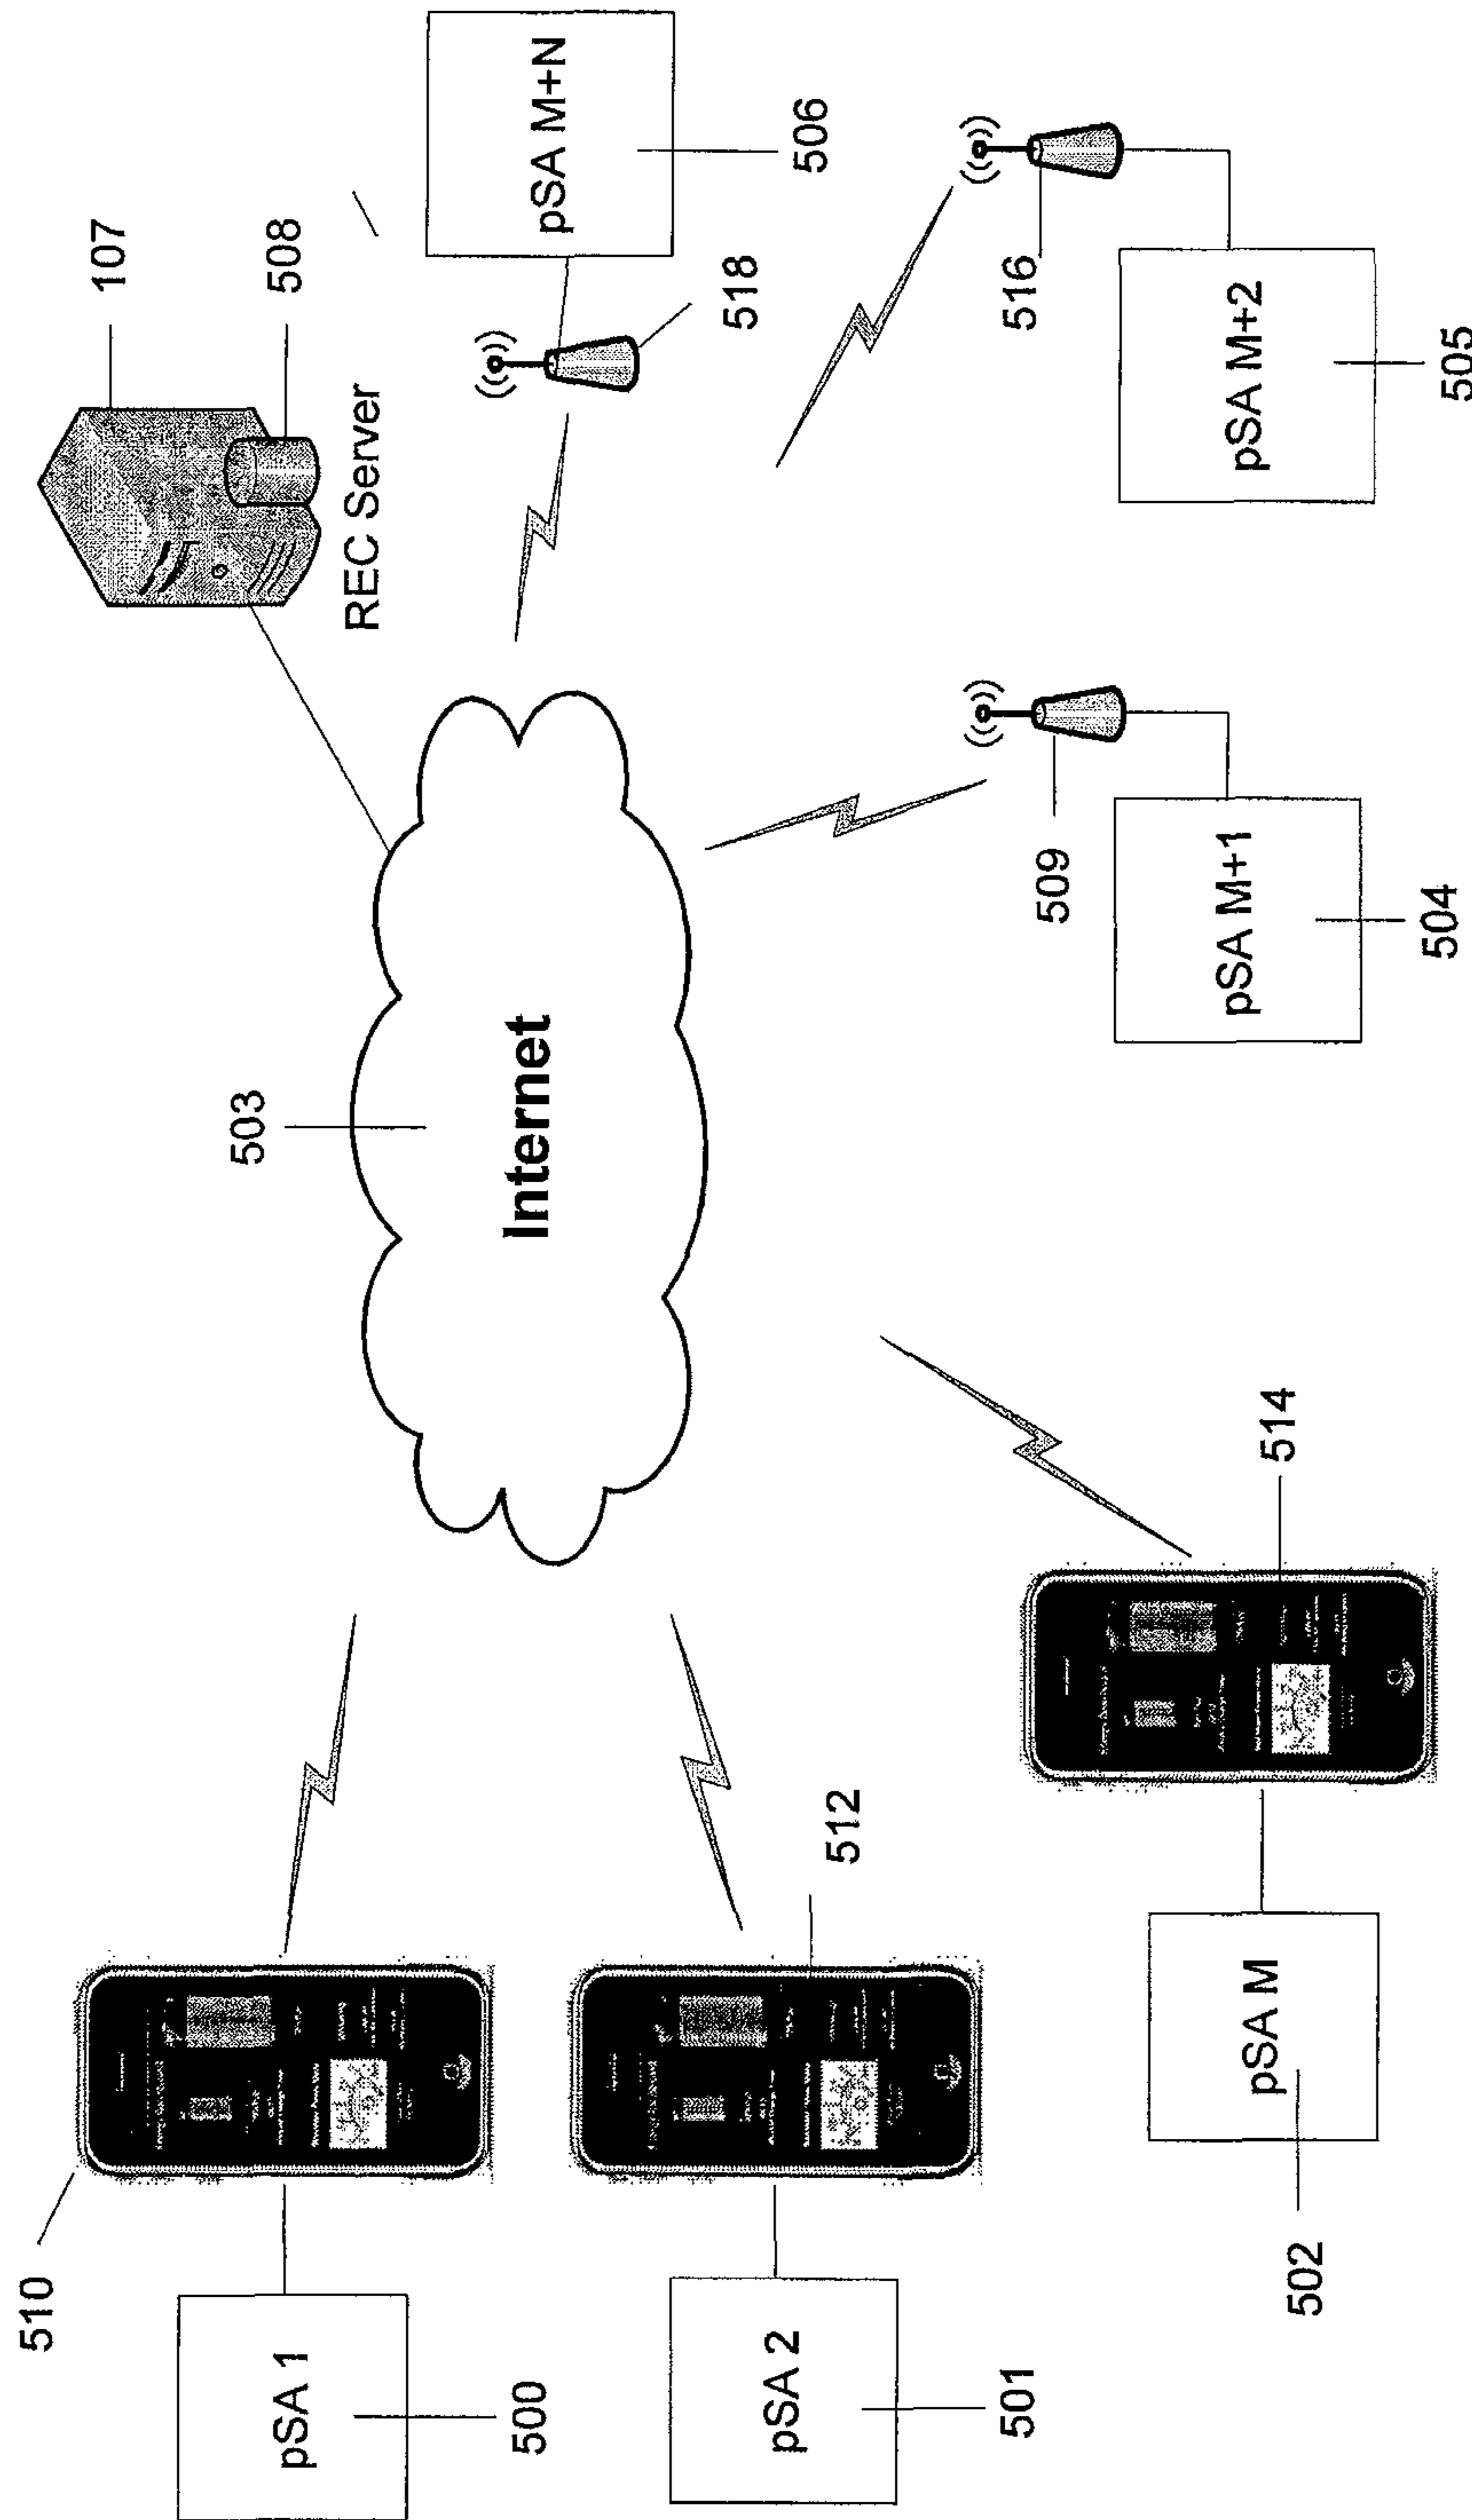 107
508
REC Server
pSA M+N
506
518
503
Internet
516
pSA M+2
505
509
pSA M+1
504
510
pSA 1
500
512
pSA 2
501
514
pSA M
502